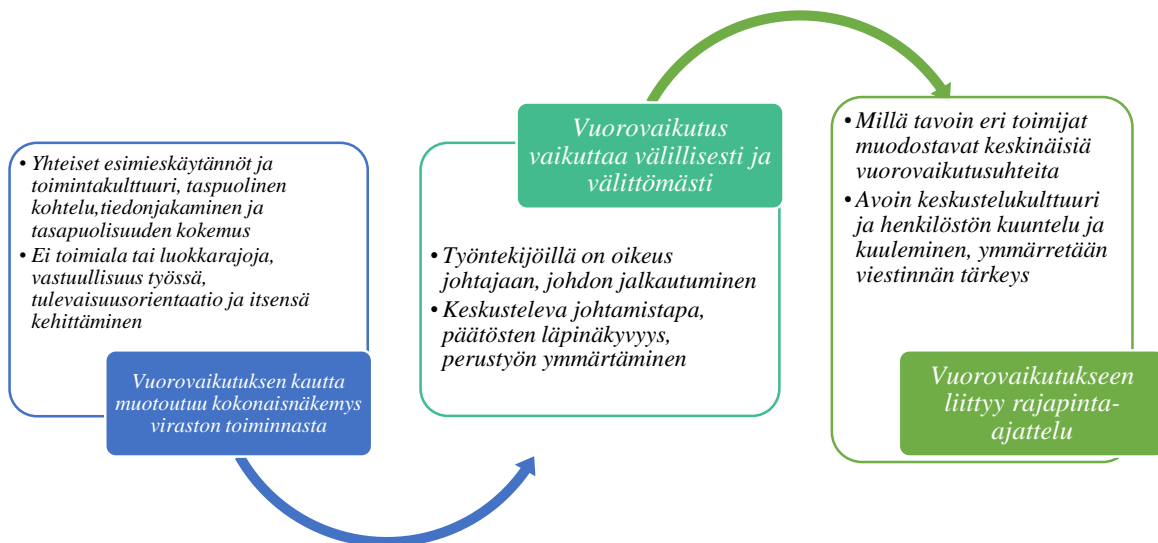 • Yhteiset esimieskäytännöt ja
toimintakulttuuri, taspuolinen
kohtelu,tiedonjakaminen ja
tasapuolisuuden kokemus
• Ei toimiala tai luokkarajoja,
vastuullisuus työssä,
tulevaisuusorientaatio ja itsensä
kehittäminen
Vuorovaikutuksen kautta
muotoutuu kokonaisnäkemys
viraston toiminnasta
Vuorovaikutus
vaikuttaa välillisesti ja
välittömästi
• Työntekijöillä on oikeus
johtajaan, johdon jalkautuminen
• Keskusteleva johtamistapa,
päätösten läpinäkyvyys,
perustyön ymmärtäminen
• Millä tavoin eri toimijat
muodostavat keskinäisiä
vuorovaikutusuhteita
• Avoin keskustelukulttuuri
ja henkilöstön kuuntelu ja
kuuleminen, ymmärretään
viestinnän tärkeys
Vuorovaikutukseen
liittyy rajapinta-
ajattelu